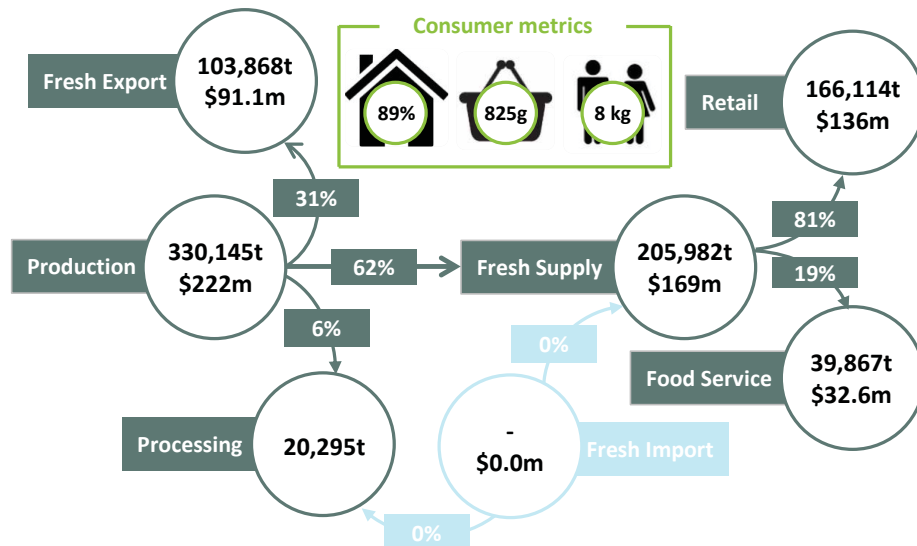 Consumer metrics
89%
825g
8 kg
Fresh Export
103,868t
$91.1m
Retail
166,114t
$136m
31%
81%
Production
330,145t
$222m
62%
Fresh Supply
205,982t
$169m
19%
6%
0%
Food Service
39,867t
$32.6m
Processing
20,295t
-
$0.0m
Fresh Import
0%